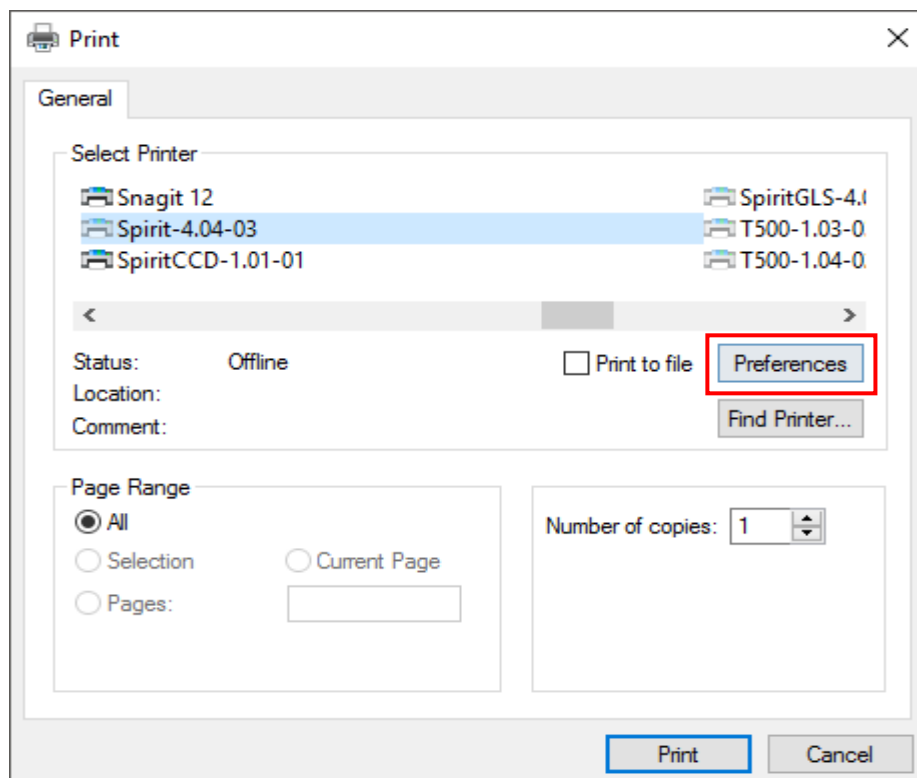 Print
General
Select Printer
Snagit 12
SpiritGLS-4.0
Spirit-4.04-03
T500-1.03-0
SpiritCCD-1.01-01
T500-1.04-0
Status: Offline
Print to file
Preferences
Location:
Comment:
Find Printer...
Page Range
All
Selection
Current Page
Pages:
Number of copies: 1
Print
Cancel